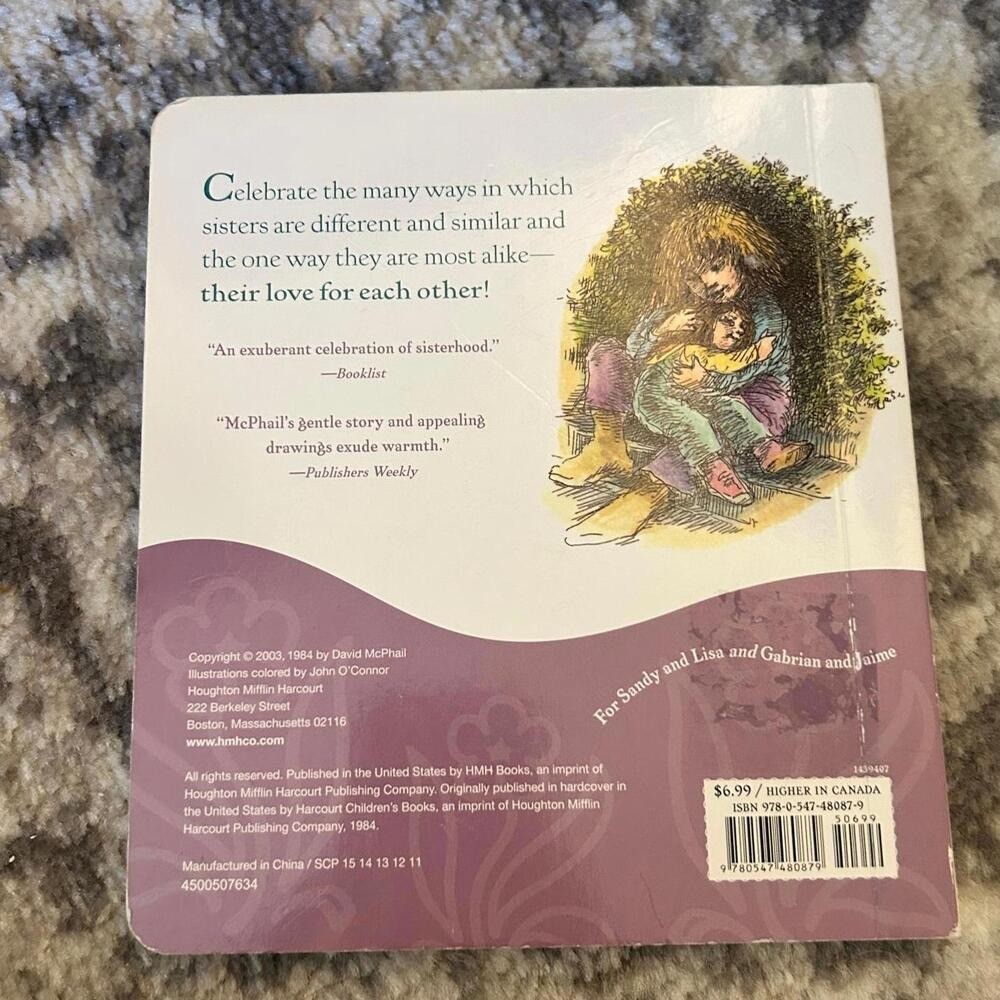 Celebrate the many ways in which
sisters are different and similar and
the one way they are most alike—
their love for each other!
“An exuberant celebration of sisterhood.”
—Booklist
“McPhail's gentle story and appealing
drawings exude warmth.”
—Publishers Weekly
Copyright © 2003, 1984 by David McPhail
Illustrations colored by John O'Connor
Houghton Mifflin Harcourt
222 Berkeley Street
Boston, Massachusetts 02116
www.hmhco.com
For Sandy and Lisa and Gabrian and Jaime
All rights reserved. Published in the United States by HMH Books, an imprint of
Houghton Mifflin Harcourt Publishing Company. Originally published in hardcover in
the United States by Harcourt Children's Books, an imprint of Houghton Mifflin
Harcourt Publishing Company, 1984.
Manufactured in China / SCP 15 14 13 12 11
4500507634
1439407
$6.99 / HIGHER IN CANADA
ISBN 978-0-547-48087-9
50699
9 780547 480879